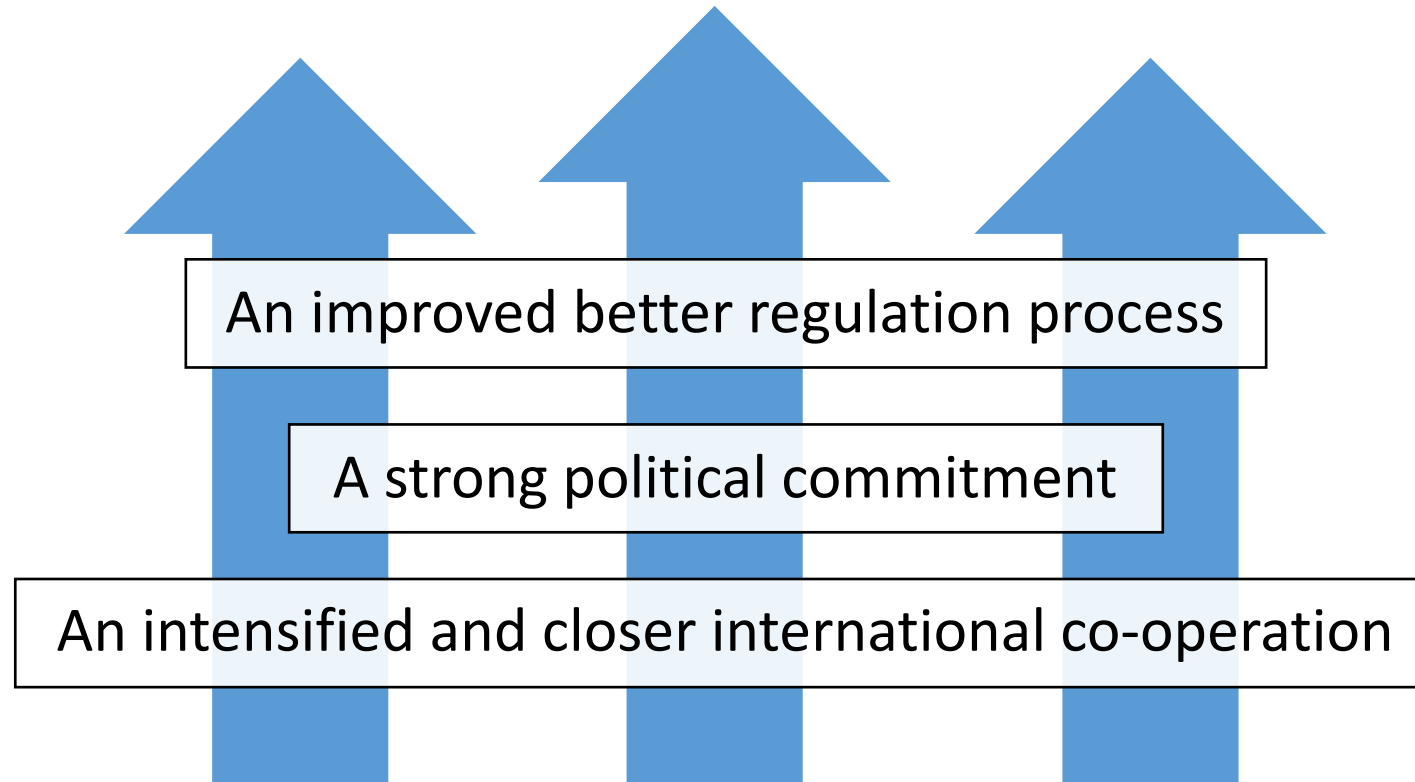 An improved better regulation process
A strong political commitment
An intensified and closer international co-operation